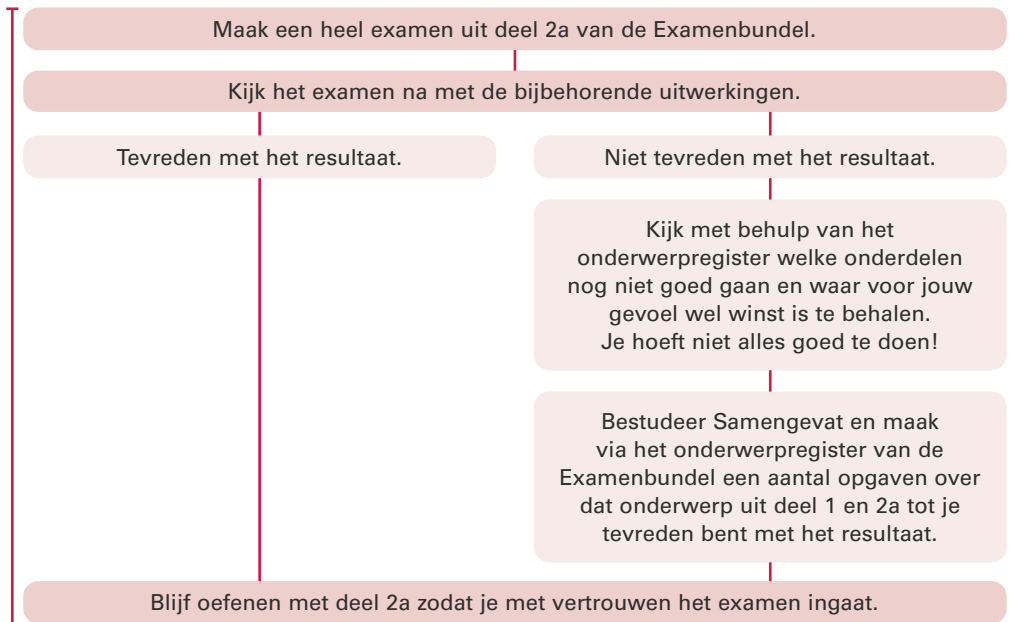 Maak een heel examen uit deel 2a van de Examenbundel.
Kijk het examen na met de bijbehorende uitwerkingen.
Tevreden met het resultaat.
Niet tevreden met het resultaat.
Kijk met behulp van het
onderwerpregister welke onderdelen
nog niet goed gaan en waar voor jouw
gevoel wel winst is te behalen.
Je hoeft niet alles goed te doen!
Bestudeer Samengevat en maak
via het onderwerpregister van de
Examenbundel een aantal opgaven over
dat onderwerp uit deel 1 en 2a tot je
tevreden bent met het resultaat.
Blijf oefenen met deel 2a zodat je met vertrouwen het examen ingaat.